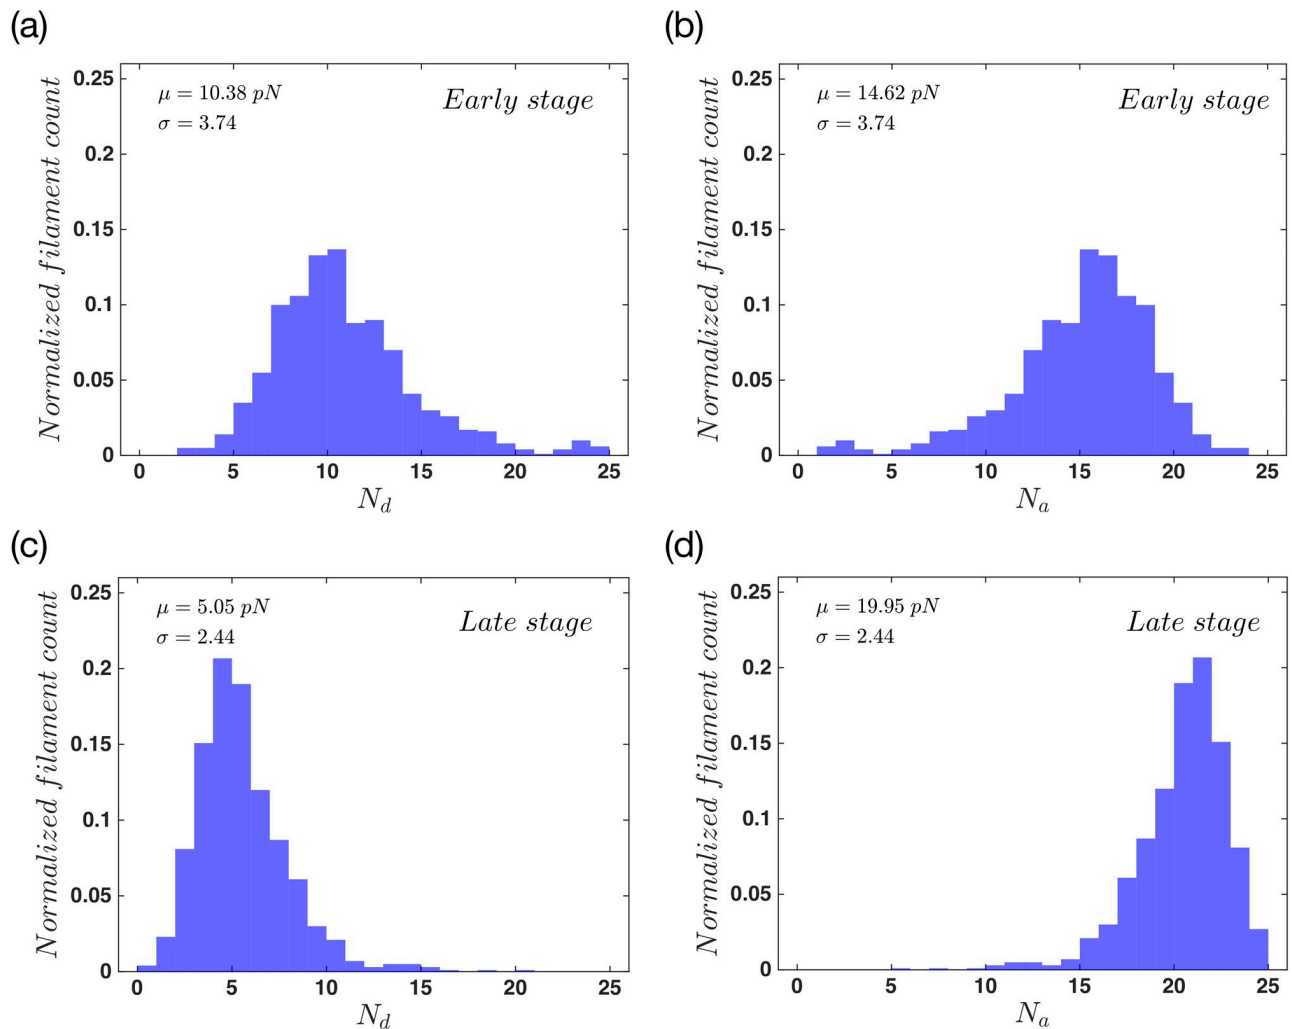 (a)
μ = 10.38 pN
σ = 3.74
Early stage
Normalized filament count
0.25
0.2
0.15
0.1
0.05
0
0 5 10 15 20 25
N_d
(b)
μ = 14.62 pN
σ = 3.74
Early stage
Normalized filament count
0.25
0.2
0.15
0.1
0.05
0
0 5 10 15 20 25
N_a
(c)
μ = 5.05 pN
σ = 2.44
Late stage
Normalized filament count
0.25
0.2
0.15
0.1
0.05
0
0 5 10 15 20 25
N_d
(d)
μ = 19.95 pN
σ = 2.44
Late stage
Normalized filament count
0.25
0.2
0.15
0.1
0.05
0
0 5 10 15 20 25
N_a